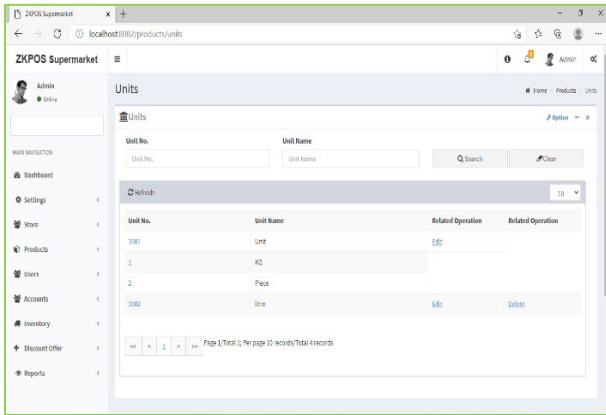 ZKPOS Supermarket
localhost:8082/products/units
ZKPOS Supermarket
Admin
Admin
Online
Units
Home Products Units
MAIN NAVIGATION
Dashboard
Settings
Store
Products
Users
Accounts
Inventory
Discount Offer
Reports
Units
Option
Unit No. Unit Name
Unit No. Unit Name Search Clear
Refresh 10
Unit No. Unit Name Related Operation Related Operation
1001 Unit Edit
1 KG
2 Piece
1002 litre Edit Delete
<< < 1 > >> Page 1/Total 1; Per page 10 records/Total 4 records